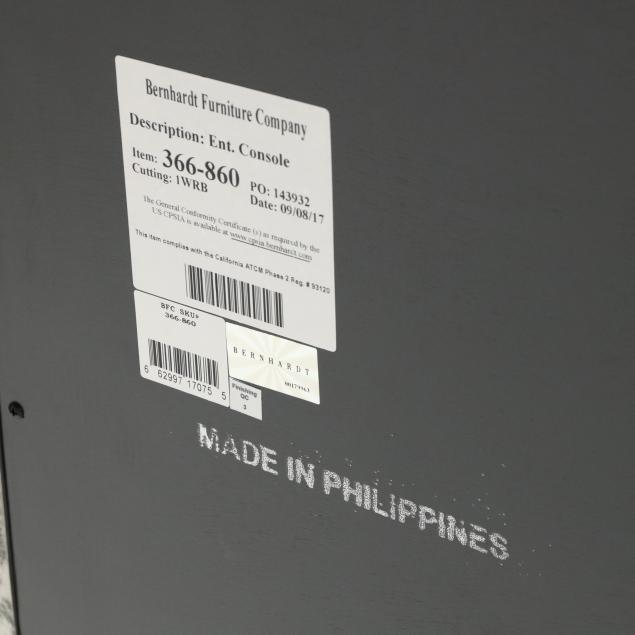 Bernhardt Furniture Company
Description: Ent. Console
Item: 366-860
PO: 143932
Cutting: 1WRB
Date: 09/08/17
The General Conformity Certificate (s) as required by the
US CPSIA is available at www.cpsia.bernhardt.com
This item complies with the California ATCM Phase 2 Reg. # 93120
BFC SKU#
366-860
6 62997 17075 5
BERNHARDT
Finishing
QC
3
MADE IN PHILIPPINES